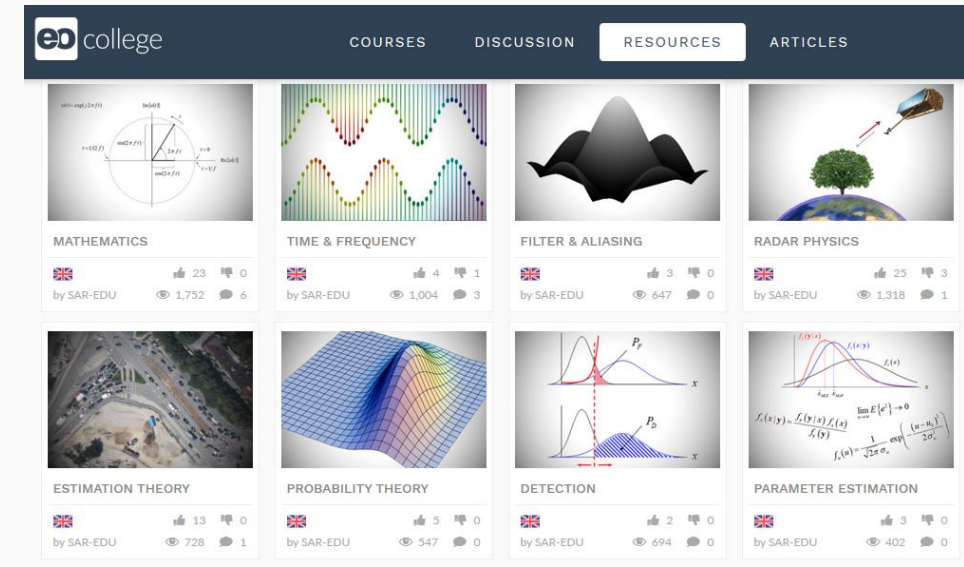 eo college
COURSES DISCUSSION RESOURCES ARTICLES
MATHEMATICS
23 0
by SAR-EDU 1,752 6
TIME & FREQUENCY
4 1
by SAR-EDU 1,004 3
FILTER & ALIASING
3 0
by SAR-EDU 647 0
RADAR PHYSICS
25 3
by SAR-EDU 1,318 1
ESTIMATION THEORY
13 0
by SAR-EDU 728 1
PROBABILITY THEORY
5 0
by SAR-EDU 547 0
P_F
x
P_D
x
DETECTION
2 0
by SAR-EDU 694 0
PARAMETER ESTIMATION
3 0
by SAR-EDU 402 0